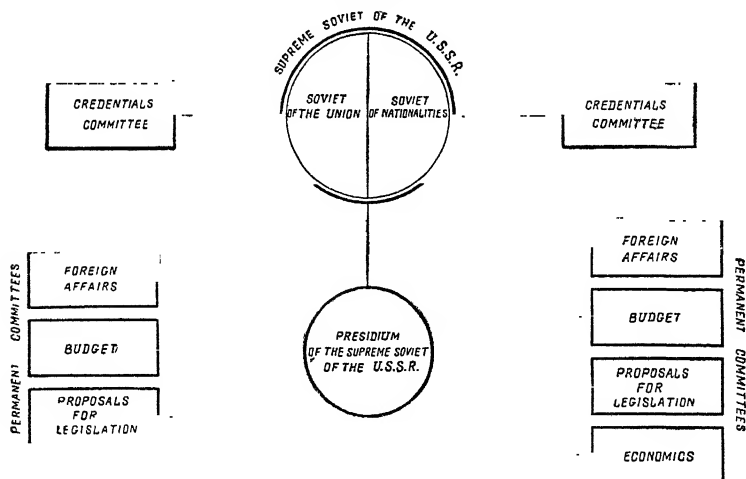 SUPREME SOVIET OF THE U.S.S.R.
SOVIET
OF THE UNION
SOVIET
OF NATIONALITIES
CREDENTIALS
COMMITTEE
CREDENTIALS
COMMITTEE
PERMANENT COMMITTEES
FOREIGN
AFFAIRS
BUDGET
PROPOSALS
FOR
LEGISLATION
PRESIDIUM
OF THE SUPREME SOVIET
OF THE U.S.S.R.
FOREIGN
AFFAIRS
BUDGET
PROPOSALS
FOR
LEGISLATION
ECONOMICS
PERMANENT COMMITTEES